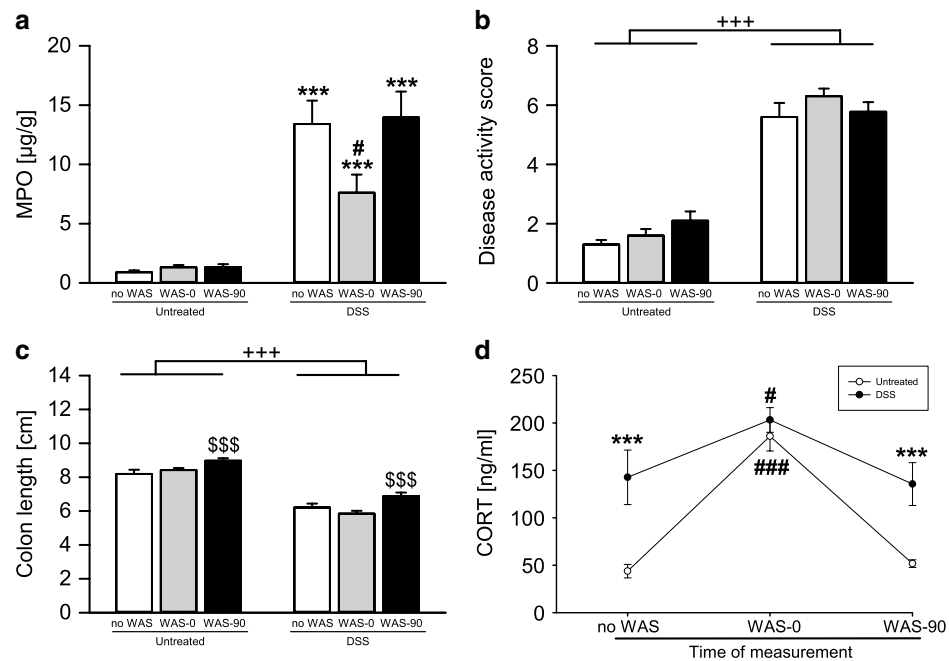 a
MPO [µg/g]
20
15
10
5
0
***
#
***
***
no WAS WAS-0 WAS-90
no WAS WAS-0 WAS-90
Untreated
DSS
b
Disease activity score
8
6
4
2
0
+++
no WAS WAS-0 WAS-90
no WAS WAS-0 WAS-90
Untreated
DSS
c
Colon length [cm]
14
12
10
8
6
4
2
0
+++
$$$
$$$
no WAS WAS-0 WAS-90
no WAS WAS-0 WAS-90
Untreated
DSS
d
CORT [ng/ml]
250
200
150
100
50
0
Untreated
DSS
***
#
###
***
no WAS WAS-0 WAS-90
Time of measurement